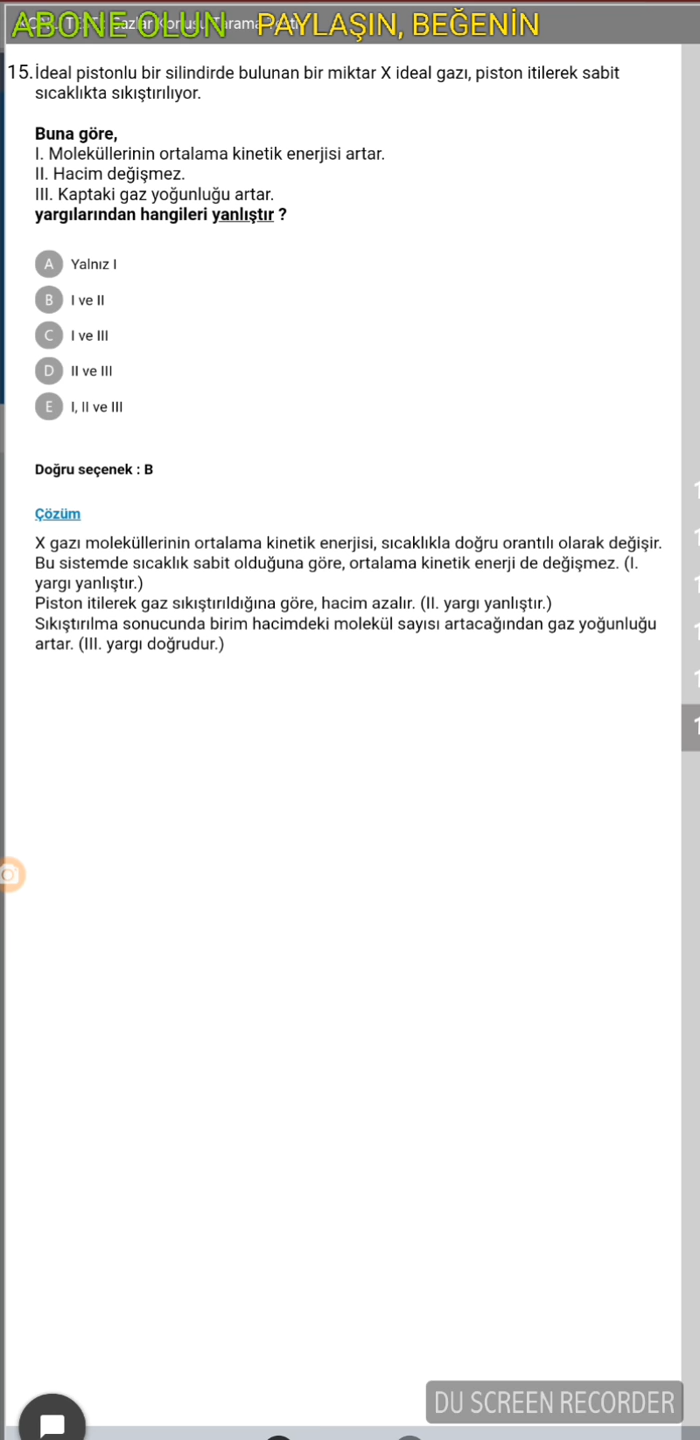 ABONE OLUN PAYLAŞIN, BEĞENİN
15. İdeal pistonlu bir silindirde bulunan bir miktar X ideal gazı, piston itilerek sabit
sıcaklıkta sıkıştırılıyor.
Buna göre,
I. Moleküllerinin ortalama kinetik enerjisi artar.
II. Hacim değişmez.
III. Kaptaki gaz yoğunluğu artar.
yargılarından hangileri yanlıştır ?
A Yalnız I
B I ve II
C I ve III
D II ve III
E I, II ve III
Doğru seçenek : B
Çözüm
X gazı moleküllerinin ortalama kinetik enerjisi, sıcaklıkla doğru orantılı olarak değişir.
Bu sistemde sıcaklık sabit olduğuna göre, ortalama kinetik enerji de değişmez. (I.
yargı yanlıştır.)
Piston itilerek gaz sıkıştırıldığına göre, hacim azalır. (II. yargı yanlıştır.)
Sıkıştırılma sonucunda birim hacimdeki molekül sayısı artacağından gaz yoğunluğu
artar. (III. yargı doğrudur.)
DU SCREEN RECORDER